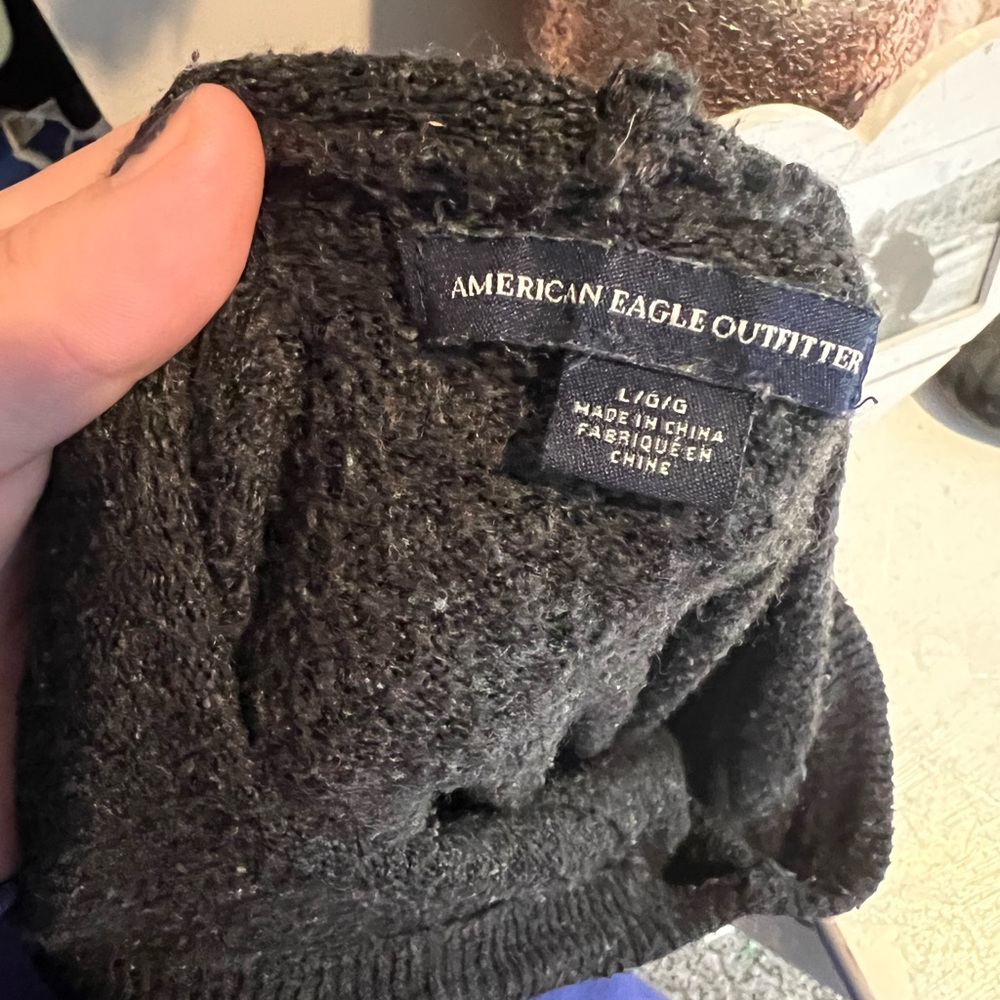 AMERICAN EAGLE OUTFITTER
L/G/G
MADE IN CHINA
FABRIQUÉ EN
CHINE